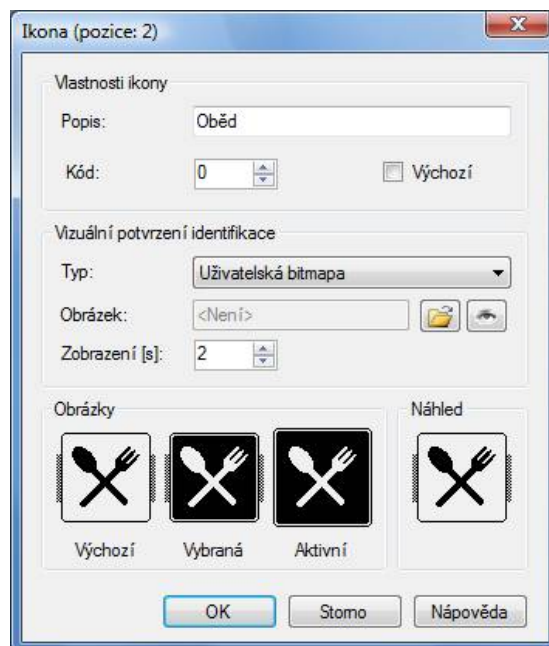 Ikona (pozice: 2)
Vlastnosti ikony
Popis: Oběd
Kód: 0 Výchozí
Vizuální potvrzení identifikace
Typ: Uživatelská bitmapa
Obrázek: <Není>
Zobrazení [s]: 2
Obrázky Náhled
Výchozí Vybraná Aktivní
OK Storno Nápověda